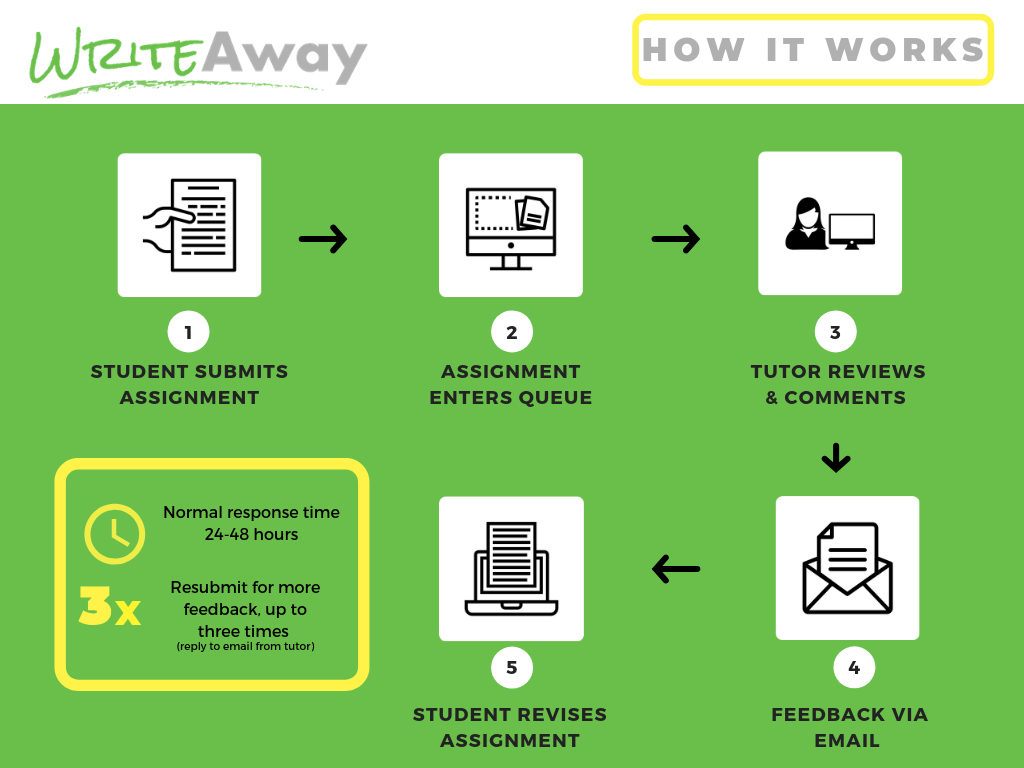 WRITEAway
HOW IT WORKS
1
STUDENT SUBMITS
ASSIGNMENT
2
ASSIGNMENT
ENTERS QUEUE
3
TUTOR REVIEWS
& COMMENTS
4
FEEDBACK VIA
EMAIL
5
STUDENT REVISES
ASSIGNMENT
Normal response time
24-48 hours
3x
Resubmit for more
feedback, up to
three times
(reply to email from tutor)